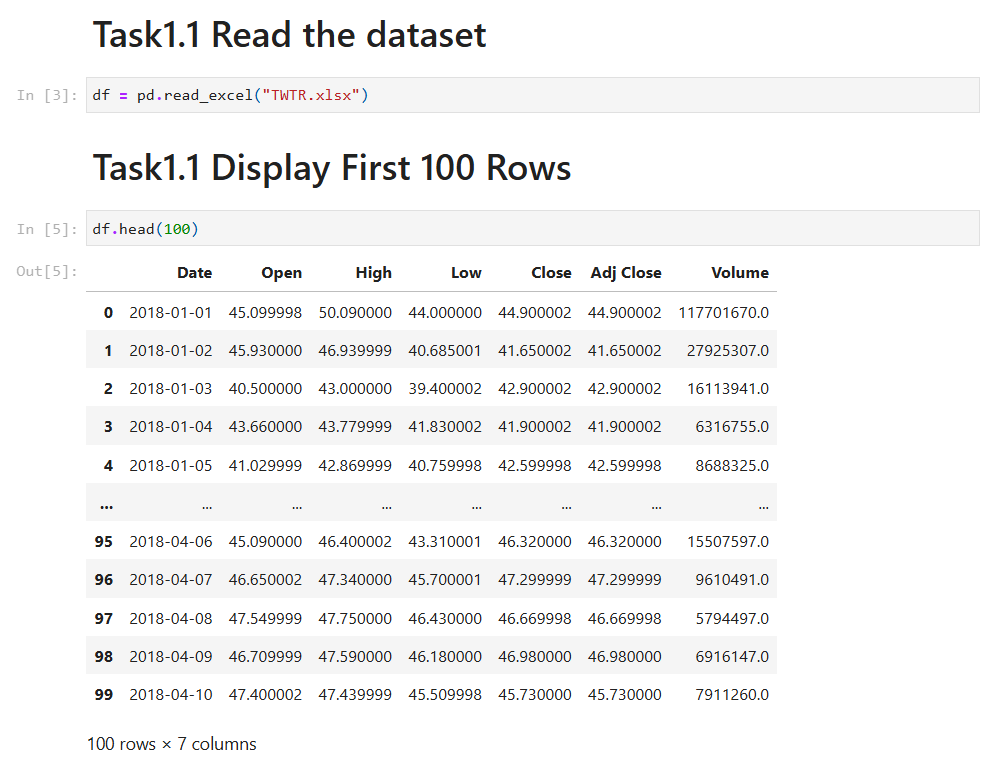 Task1.1 Read the dataset
In [3]: df = pd.read_excel("TWTR.xlsx")
Task1.1 Display First 100 Rows
In [5]: df.head(100)
Out[5]:
Date Open High Low Close Adj Close Volume
0 2018-01-01 45.099998 50.090000 44.000000 44.900002 44.900002 117701670.0
1 2018-01-02 45.930000 46.939999 40.685001 41.650002 41.650002 27925307.0
2 2018-01-03 40.500000 43.000000 39.400002 42.900002 42.900002 16113941.0
3 2018-01-04 43.660000 43.779999 41.830002 41.900002 41.900002 6316755.0
4 2018-01-05 41.029999 42.869999 40.759998 42.599998 42.599998 8688325.0
... ... ... ... ... ... ... ...
95 2018-04-06 45.090000 46.400002 43.310001 46.320000 46.320000 15507597.0
96 2018-04-07 46.650002 47.340000 45.700001 47.299999 47.299999 9610491.0
97 2018-04-08 47.549999 47.750000 46.430000 46.669998 46.669998 5794497.0
98 2018-04-09 46.709999 47.590000 46.180000 46.980000 46.980000 6916147.0
99 2018-04-10 47.400002 47.439999 45.509998 45.730000 45.730000 7911260.0
100 rows × 7 columns